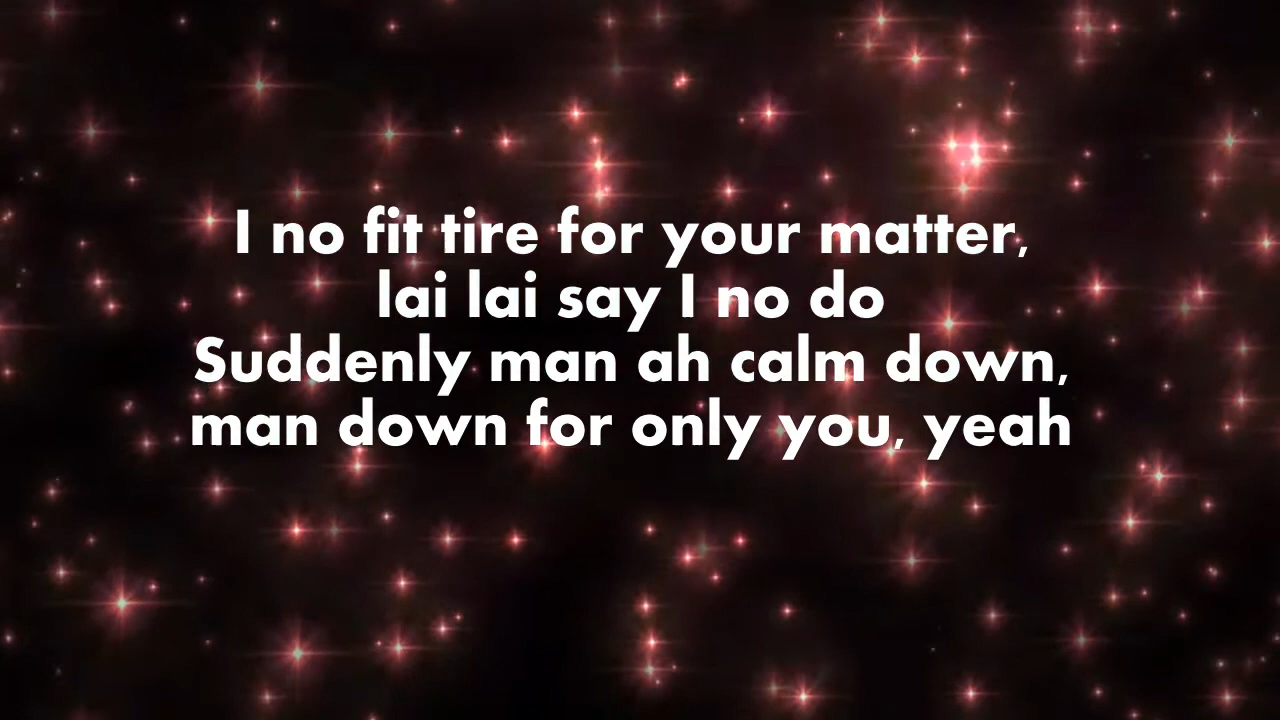 I no fit tire for your matter,
lai lai say I no do
Suddenly man ah calm down,
man down for only you, yeah